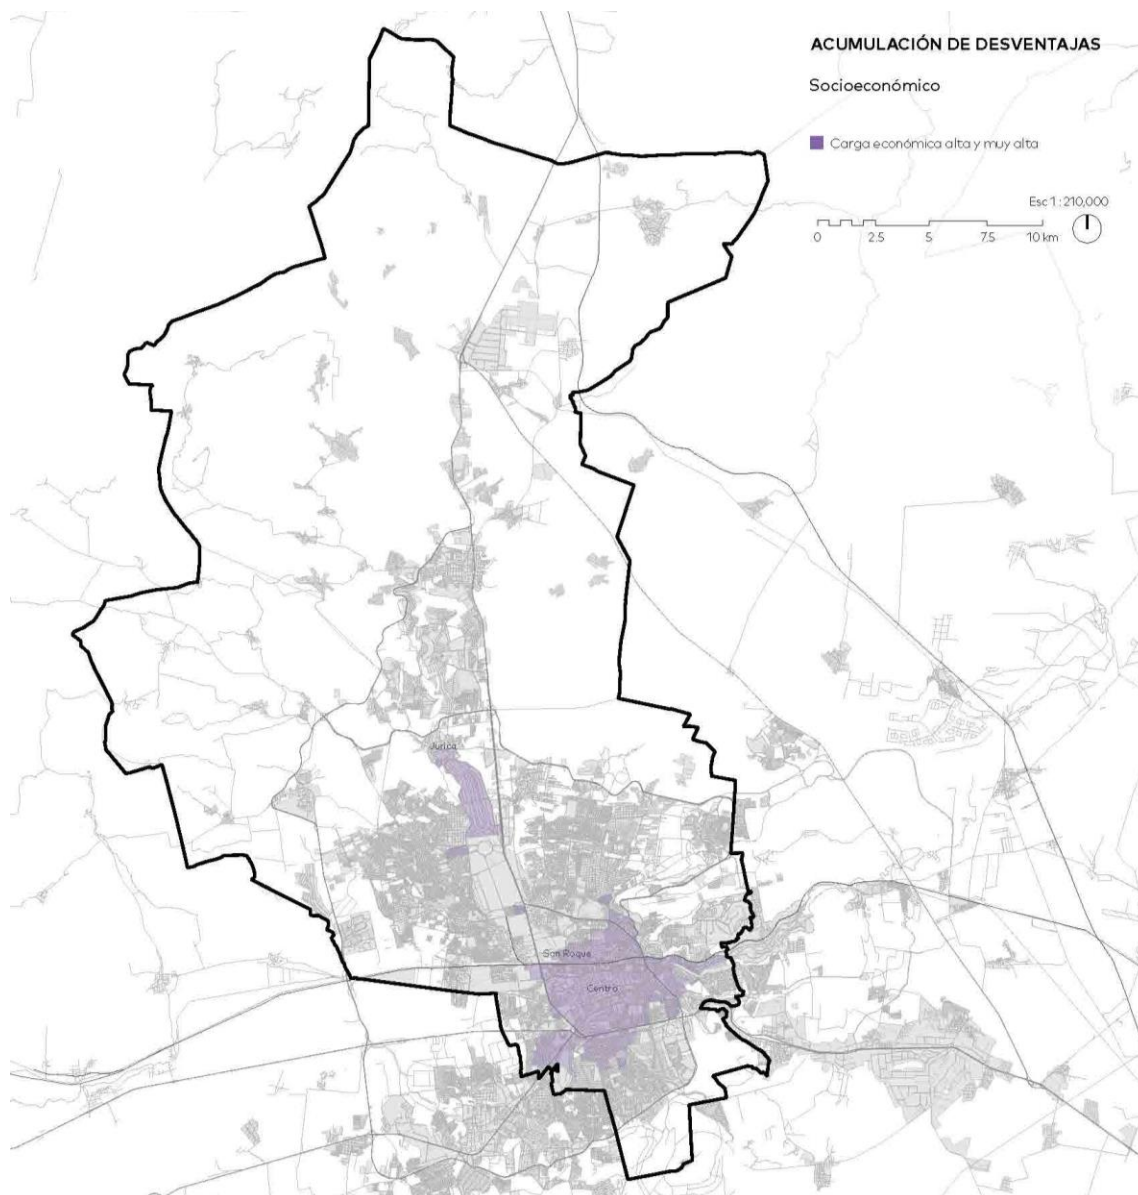 ACUMULACIÓN DE DESVENTAJAS
Socioeconómico
Carga económica alta y muy alta
Esc 1 : 210,000
0 2.5 5 7.5 10 km
Jurica
San Roque
Centro